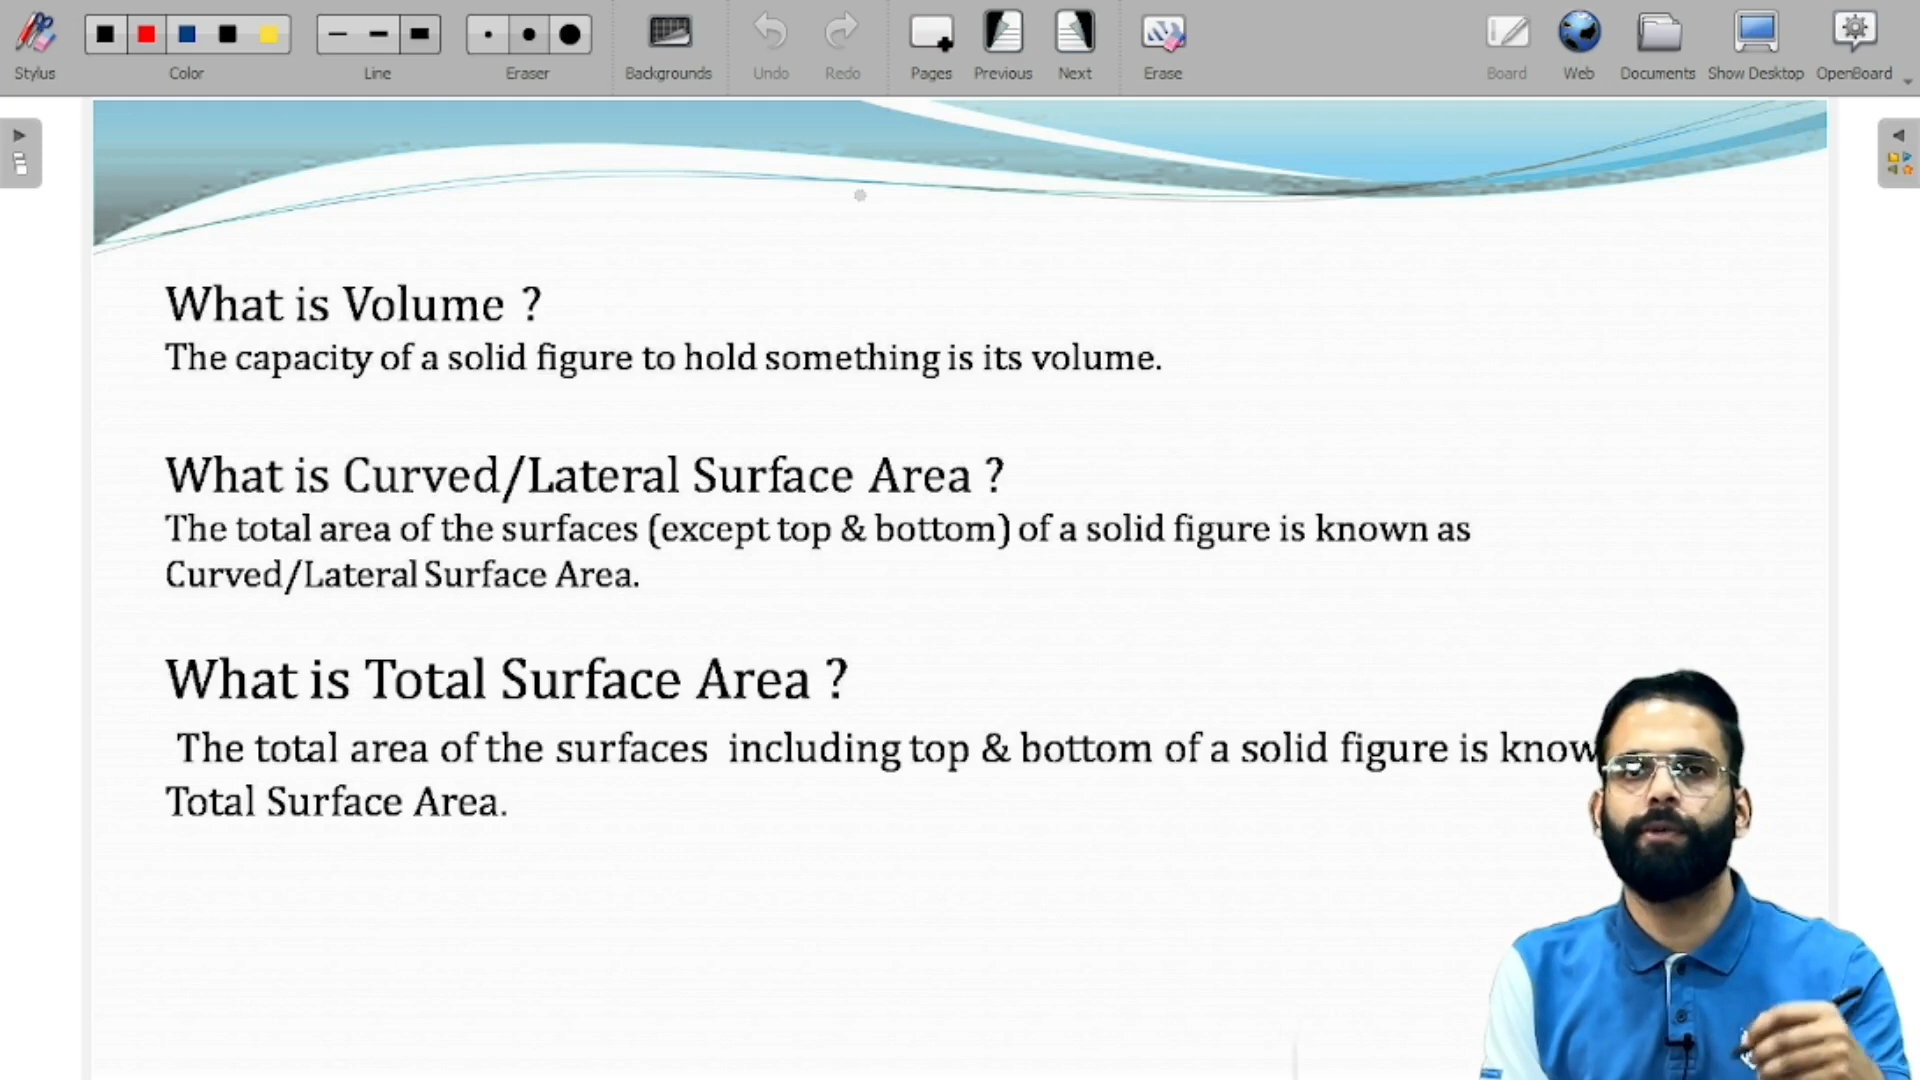 Stylus Color Line Eraser Backgrounds Undo Redo Pages Previous Next Erase Board Web Documents Show Desktop OpenBoard
What is Volume ?
The capacity of a solid figure to hold something is its volume.
What is Curved/Lateral Surface Area ?
The total area of the surfaces (except top & bottom) of a solid figure is known as
Curved/Lateral Surface Area.
What is Total Surface Area ?
The total area of the surfaces including top & bottom of a solid figure is know
Total Surface Area.